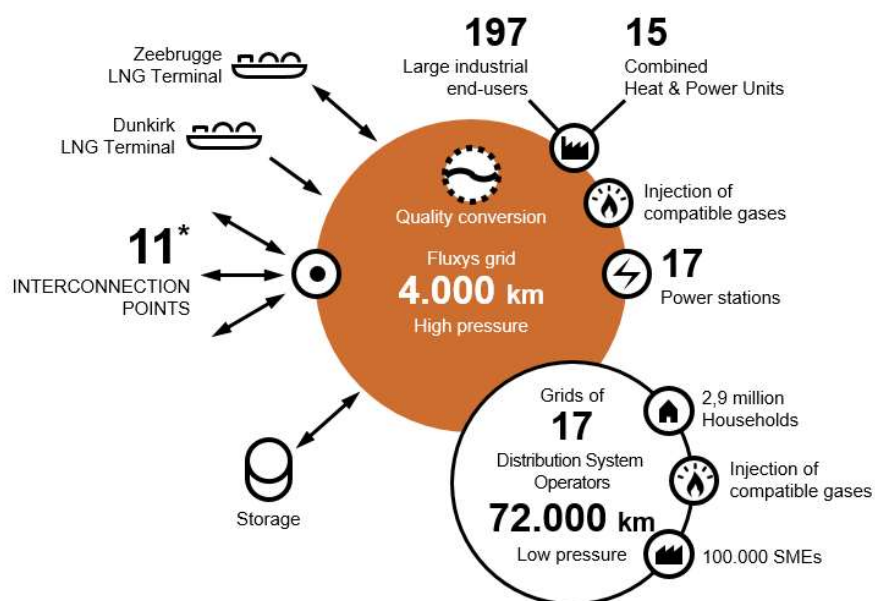 Zeebrugge
LNG Terminal
Dunkirk
LNG Terminal
11*
INTERCONNECTION
POINTS
Storage
197
Large industrial
end-users
15
Combined
Heat & Power Units
Injection of
compatible gases
17
Power stations
Quality conversion
Fluxys grid
4.000 km
High pressure
Grids of
17
Distribution System
Operators
72.000 km
Low pressure
2,9 million
Households
Injection of
compatible gases
100.000 SMEs